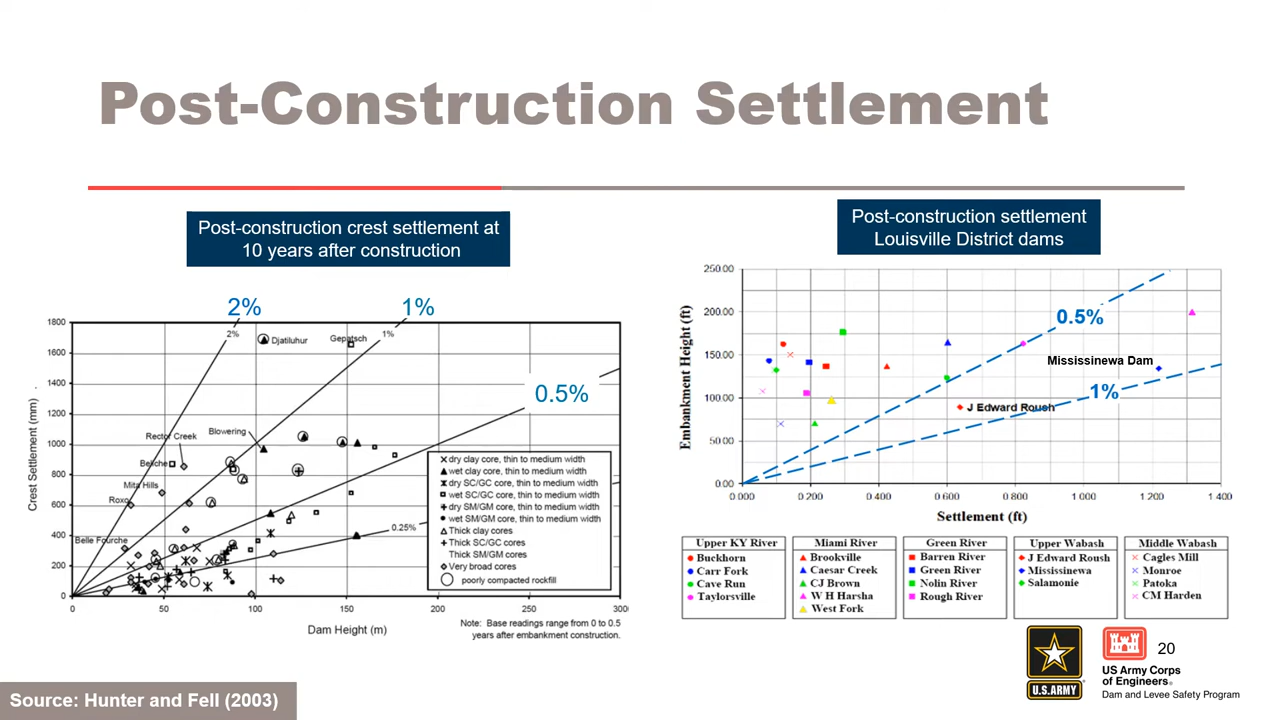 Post-Construction Settlement
Post-construction crest settlement at
10 years after construction
2%
1%
0.5%
1800
1600
1400
1200
1000
800
600
400
200
0
Crest Settlement (mm)
2%
Djatiluhur
Gepatsch
1%
Rector Creek
Blowering
Beliche
Mita Hills
Roxo
Belle Fourche
0.25%
dry clay core, thin to medium width
wet clay core, thin to medium width
dry SC/GC core, thin to medium width
wet SC/GC core, thin to medium width
dry SM/GM core, thin to medium width
wet SM/GM core, thin to medium width
Thick clay cores
Thick SC/GC cores
Thick SM/GM cores
Very broad cores
poorly compacted rockfill
0
50
100
150
200
250
300
Dam Height (m)
Note: Base readings range from 0 to 0.5
years after embankment construction.
Post-construction settlement
Louisville District dams
250.00
200.00
150.00
100.00
50.00
0.00
Embankment Height (ft)
0.5%
Mississinewa Dam
1%
J Edward Roush
0.000
0.200
0.400
0.600
0.800
1.000
1.200
1.400
Settlement (ft)
Upper KY River
Buckhorn
Carr Fork
Cave Run
Taylorsville
Miami River
Brookville
Caesar Creek
CJ Brown
W H Harsha
West Fork
Green River
Barren River
Green River
Nolin River
Rough River
Upper Wabash
J Edward Roush
Mississinewa
Salamonie
Middle Wabash
Cagles Mill
Monroe
Patoka
CM Harden
U.S. ARMY
20
US Army Corps
of Engineers®
Dam and Levee Safety Program
Source: Hunter and Fell (2003)